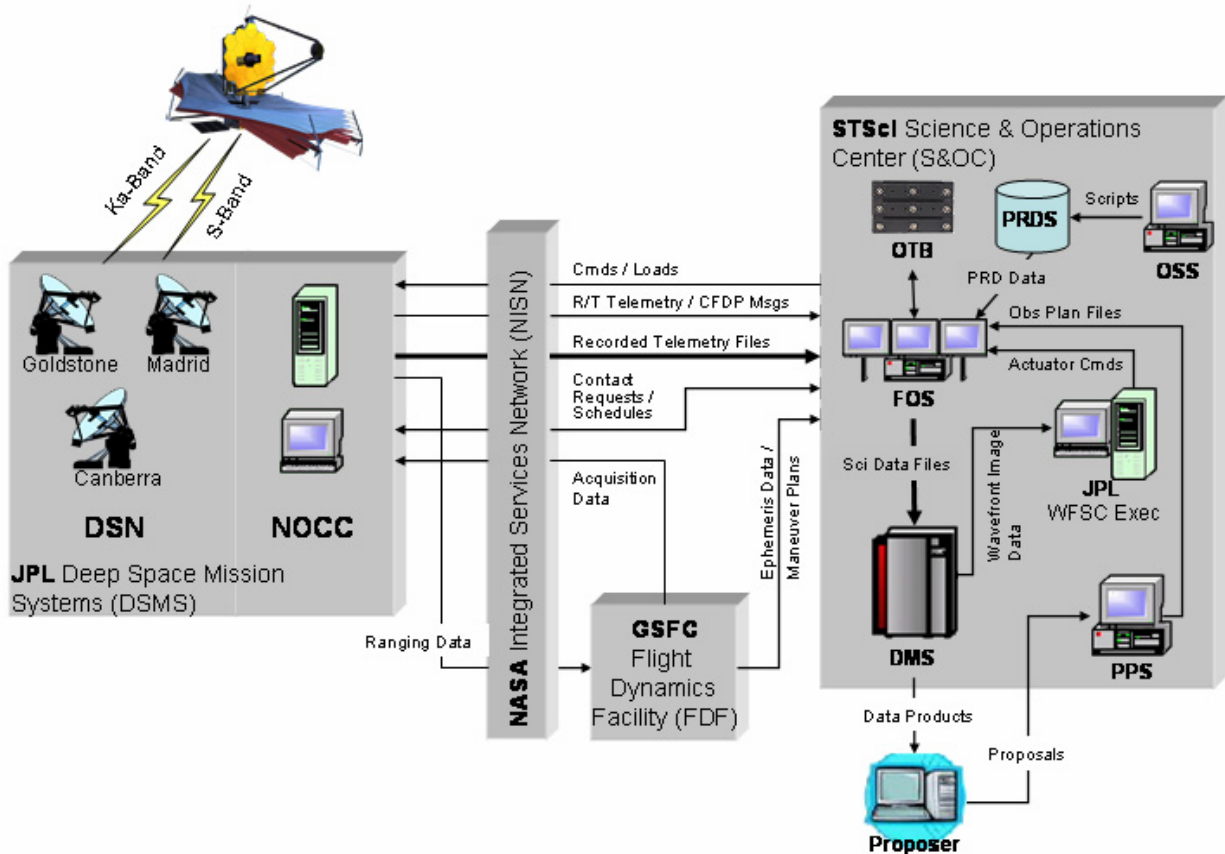 Ka-Band
S-Band
Goldstone
Madrid
Canberra
DSN
NOCC
JPL Deep Space Mission
Systems (DSMS)
NASA Integrated Services Network (NISN)
Cmds / Loads
R/T Telemetry / CFDP Msgs
Recorded Telemetry Files
Contact
Requests /
Schedules
Acquisition
Data
Ranging Data
GSFC
Flight
Dynamics
Facility (FDF)
Ephemeris Data /
Maneuver Plans
STScI Science & Operations
Center (S&OC)
OTB
PRDS
Scripts
OSS
PRD Data
Obs Plan Files
Actuator Cmds
FOS
Sci Data Files
Wavefront Image
Data
JPL
WFSC Exec
DMS
PPS
Data Products
Proposals
Proposer